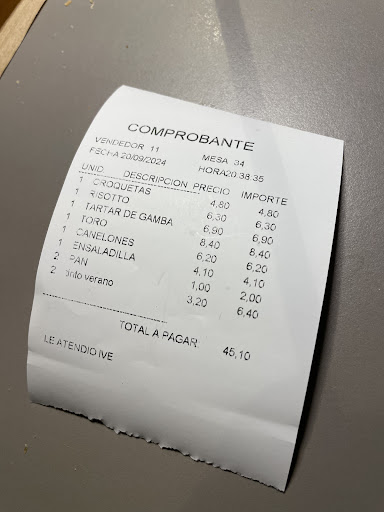 COMPROBANTE
VENDEDOR 11 MESA 34
FECHA 20/09/2024 HORA20:38:35
UNID DESCRIPCION PRECIO IMPORTE
1 CROQUETAS 4,80 4,80
1 RISOTTO 6,30 6,30
1 TARTAR DE GAMBA 6,90 6,90
1 TORO 8,40 8,40
1 CANELONES 6,20 6,20
1 ENSALADILLA 4,10 4,10
2 PAN 1,00 2,00
2 tinto verano 3,20 6,40
TOTAL A PAGAR: 45,10
LE ATENDIO IVE